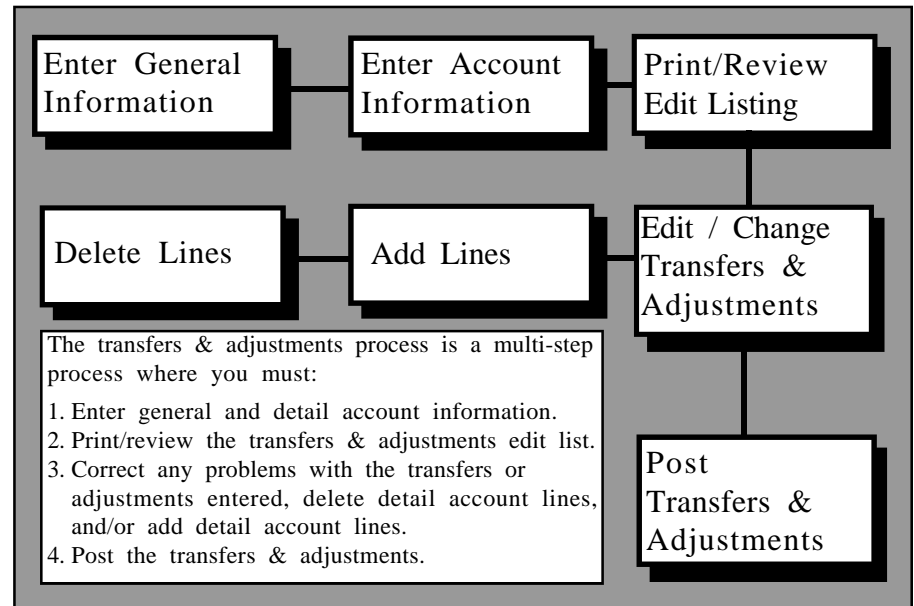 Enter General
Information
Enter Account
Information
Print/Review
Edit Listing
Delete Lines
Add Lines
Edit / Change
Transfers &
Adjustments
The transfers & adjustments process is a multi-step
process where you must:
1. Enter general and detail account information.
2. Print/review the transfers & adjustments edit list.
3. Correct any problems with the transfers or
adjustments entered, delete detail account lines,
and/or add detail account lines.
4. Post the transfers & adjustments.
Post
Transfers &
Adjustments